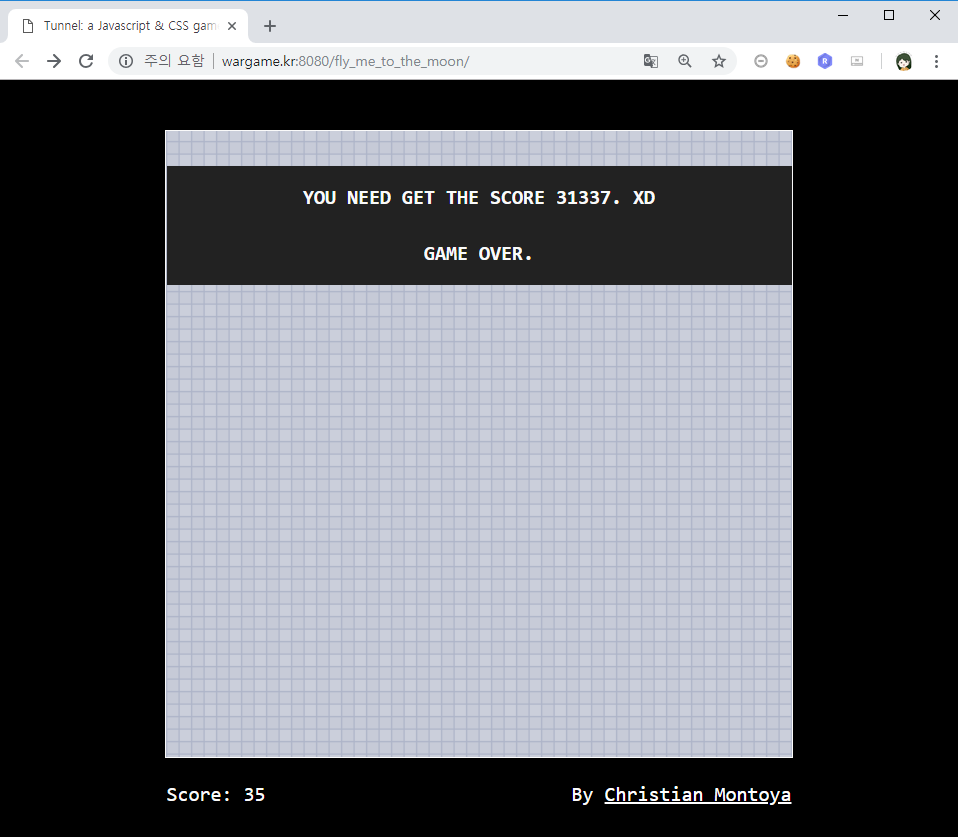 Tunnel: a Javascript & CSS gam
주의 요함
wargame.kr:8080/fly_me_to_the_moon/
YOU NEED GET THE SCORE 31337. XD
GAME OVER.
Score: 35
By Christian Montoya